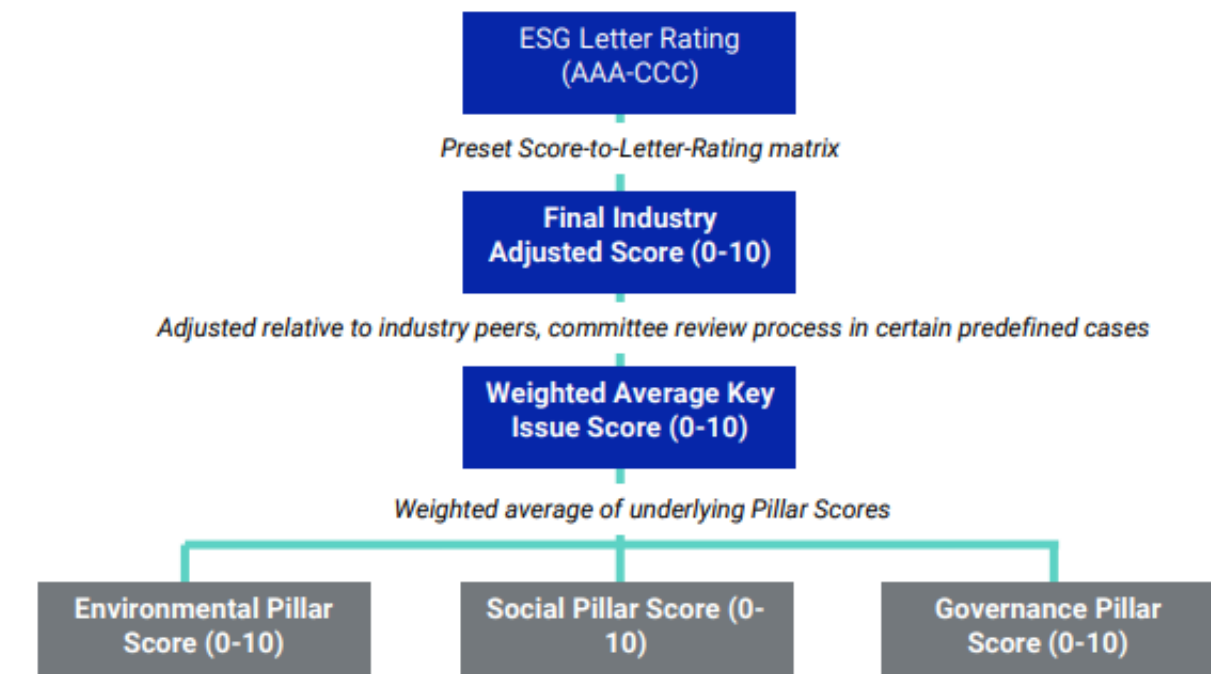 ESG Letter Rating
(AAA-CCC)
Preset Score-to-Letter-Rating matrix
Final Industry
Adjusted Score (0-10)
Adjusted relative to industry peers, committee review process in certain predefined cases
Weighted Average Key
Issue Score (0-10)
Weighted average of underlying Pillar Scores
Environmental Pillar
Score (0-10)
Social Pillar Score (0-
10)
Governance Pillar
Score (0-10)